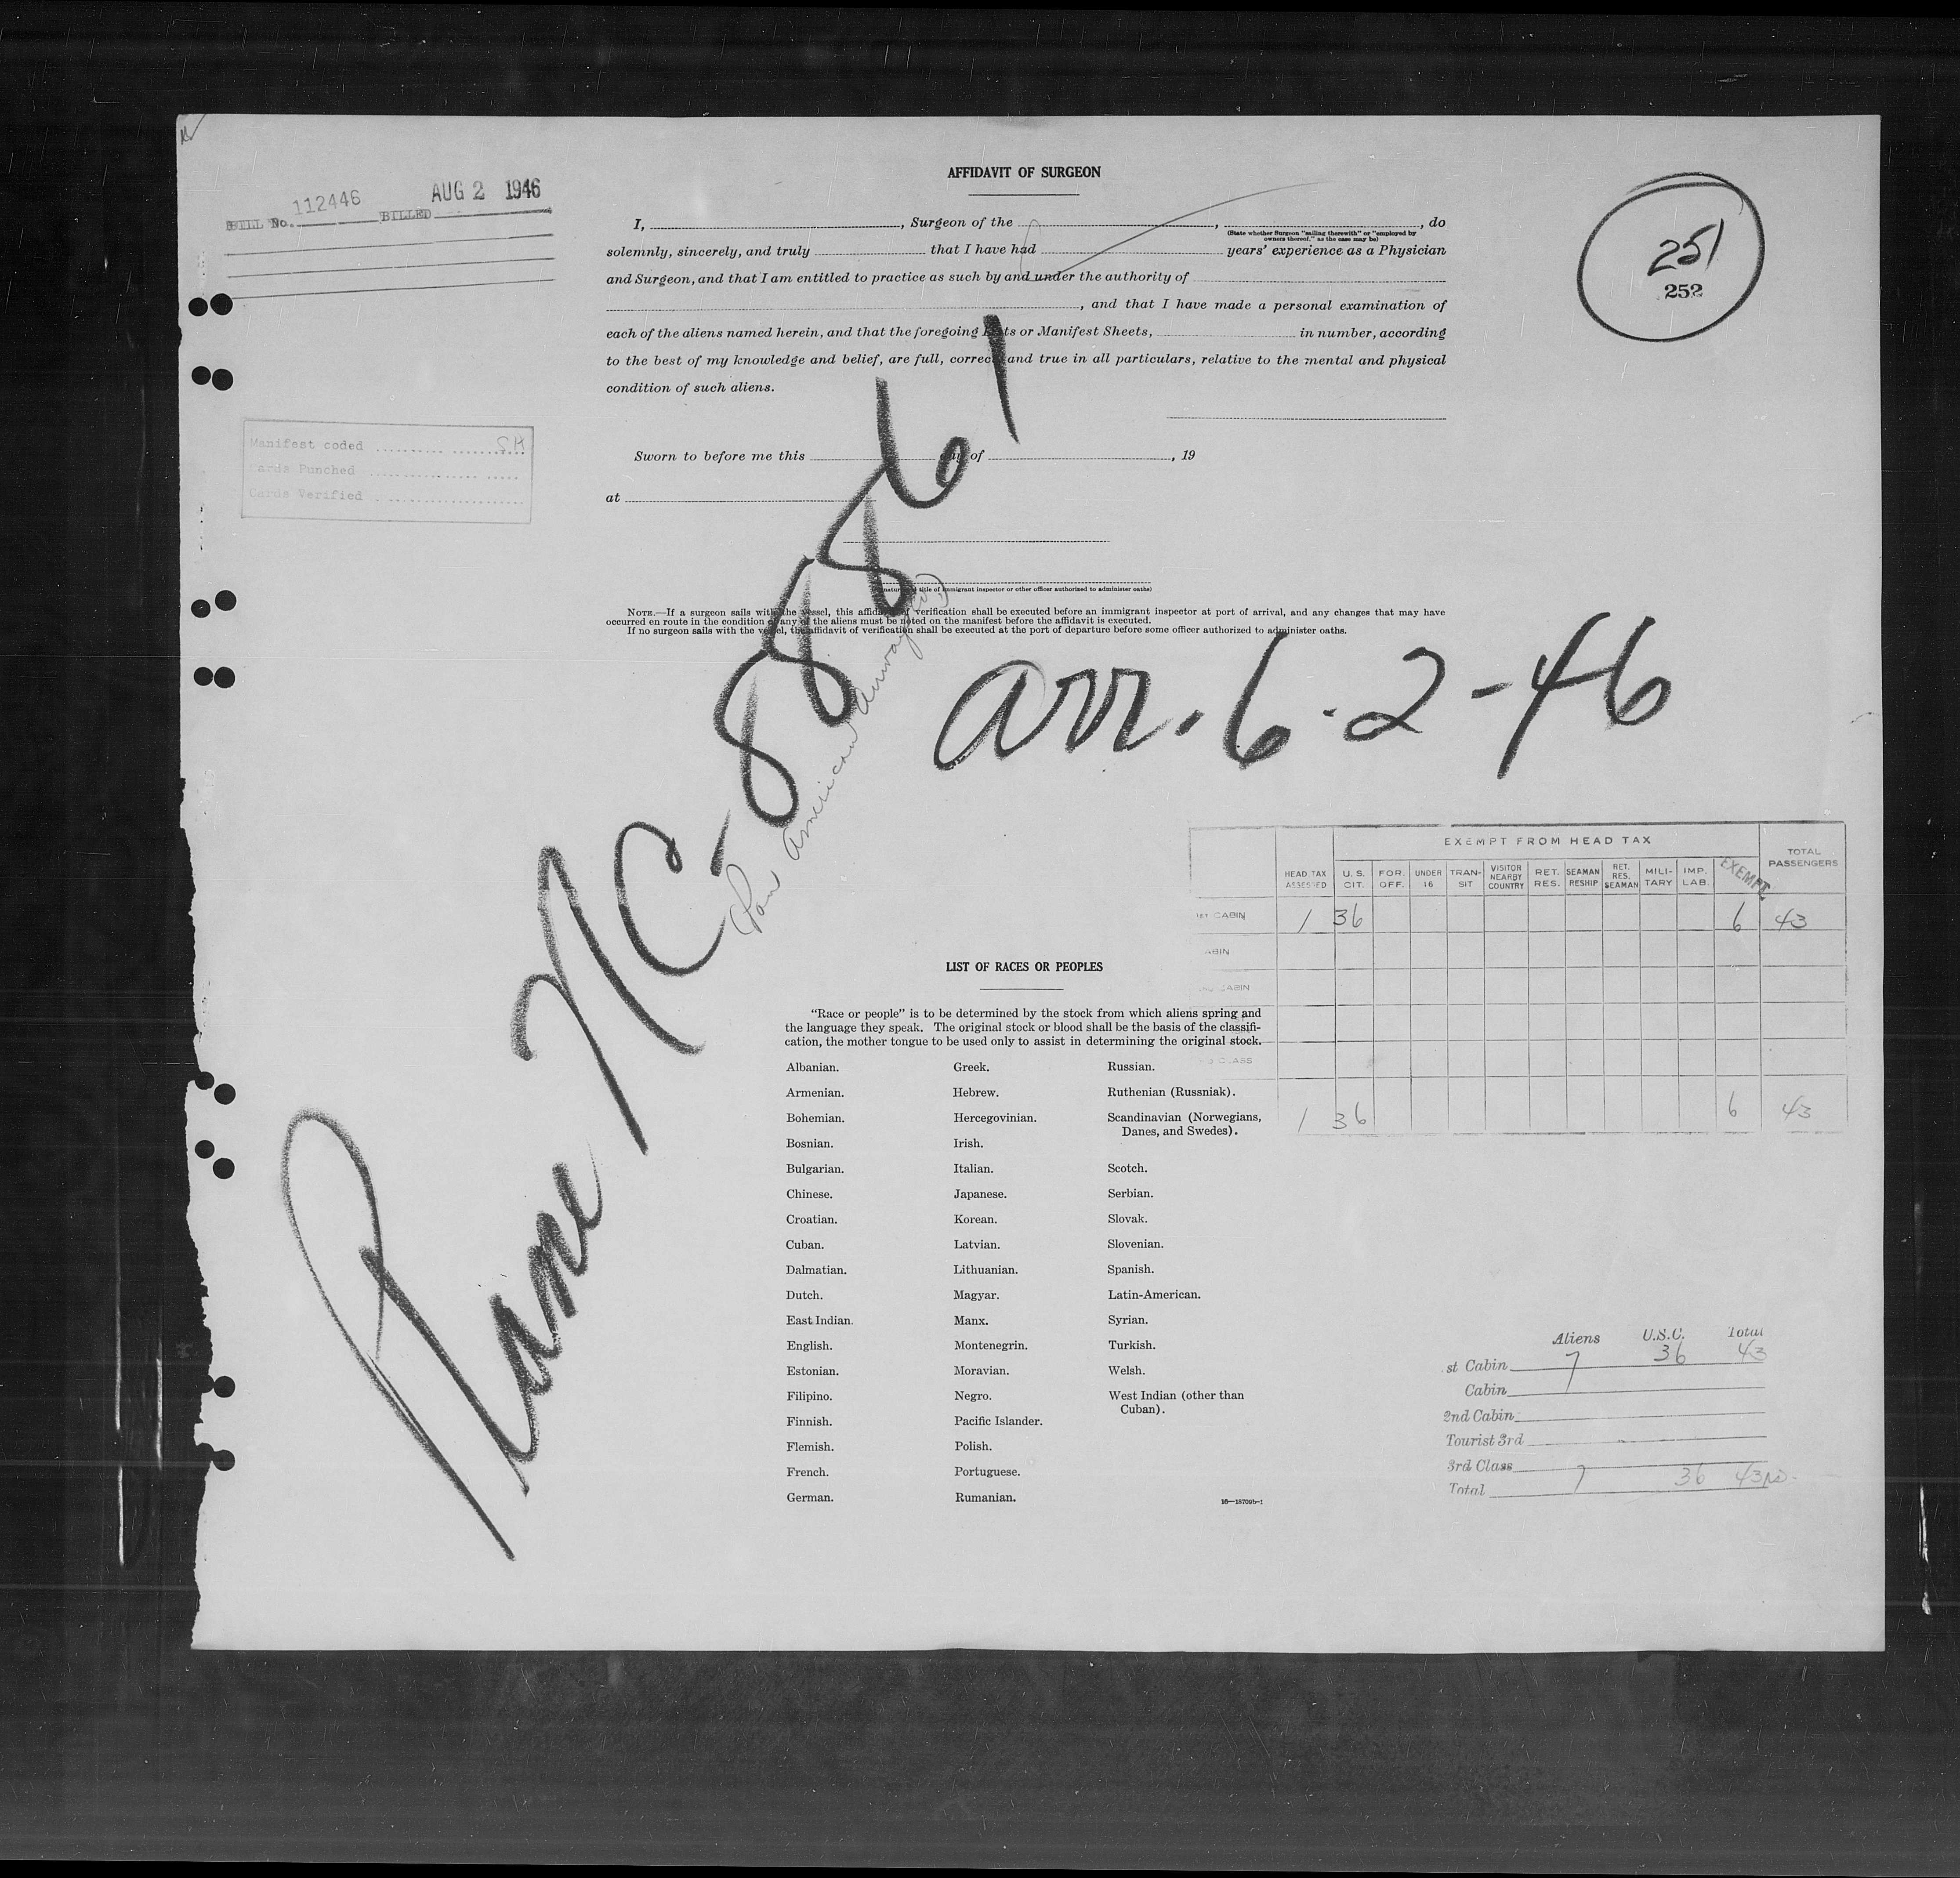 AFFIDAVIT OF SURGEON
BILL No. 112446 BILLED AUG 2 1946
I, , Surgeon of the , , do
(State whether Surgeon "sailing therewith" or "employed by
owners thereof," as the case may be)
solemnly, sincerely, and truly that I have had years' experience as a Physician
and Surgeon, and that I am entitled to practice as such by and under the authority of
, and that I have made a personal examination of
each of the aliens named herein, and that the foregoing Lists or Manifest Sheets, in number, according
to the best of my knowledge and belief, are full, correct, and true in all particulars, relative to the mental and physical
condition of such aliens.
251
252
Manifest coded SH
Cards Punched
Cards Verified
Sworn to before me this day of , 19
at
(Signature and title of immigrant inspector or other officer authorized to administer oaths)
NOTE.—If a surgeon sails with the vessel, this affidavit of verification shall be executed before an immigrant inspector at port of arrival, and any changes that may have
occurred en route in the condition of any of the aliens must be noted on the manifest before the affidavit is executed.
If no surgeon sails with the vessel, the affidavit of verification shall be executed at the port of departure before some officer authorized to administer oaths.
Plane NC-88861
(Pan American Airways
arr. 6-2-46
EXEMPT FROM HEAD TAX
HEAD TAX ASSESSED U.S. CIT. FOR. OFF. UNDER 16 TRANSIT VISITOR NEARBY COUNTRY RET. RES. SEAMAN RESHIP RET. RES. SEAMAN MILITARY IMP. LAB. EXEMPT TOTAL PASSENGERS
1st CABIN 1 36 6 43
CABIN
CABIN
CLASS
1 36 6 43
LIST OF RACES OR PEOPLES
"Race or people" is to be determined by the stock from which aliens spring and
the language they speak. The original stock or blood shall be the basis of the classifi-
cation, the mother tongue to be used only to assist in determining the original stock.
Albanian. Greek. Russian.
Armenian. Hebrew. Ruthenian (Russniak).
Bohemian. Hercegovinian. Scandinavian (Norwegians,
Danes, and Swedes).
Bosnian. Irish.
Bulgarian. Italian. Scotch.
Chinese. Japanese. Serbian.
Croatian. Korean. Slovak.
Cuban. Latvian. Slovenian.
Dalmatian. Lithuanian. Spanish.
Dutch. Magyar. Latin-American.
East Indian. Manx. Syrian.
English. Montenegrin. Turkish.
Estonian. Moravian. Welsh.
Filipino. Negro. West Indian (other than
Cuban).
Finnish. Pacific Islander.
Flemish. Polish.
French. Portuguese.
German. Rumanian.
16—18709b-1
Aliens U.S.C. Total
st Cabin 7 36 43
Cabin
2nd Cabin
Tourist 3rd
3rd Class
Total 7 36 43